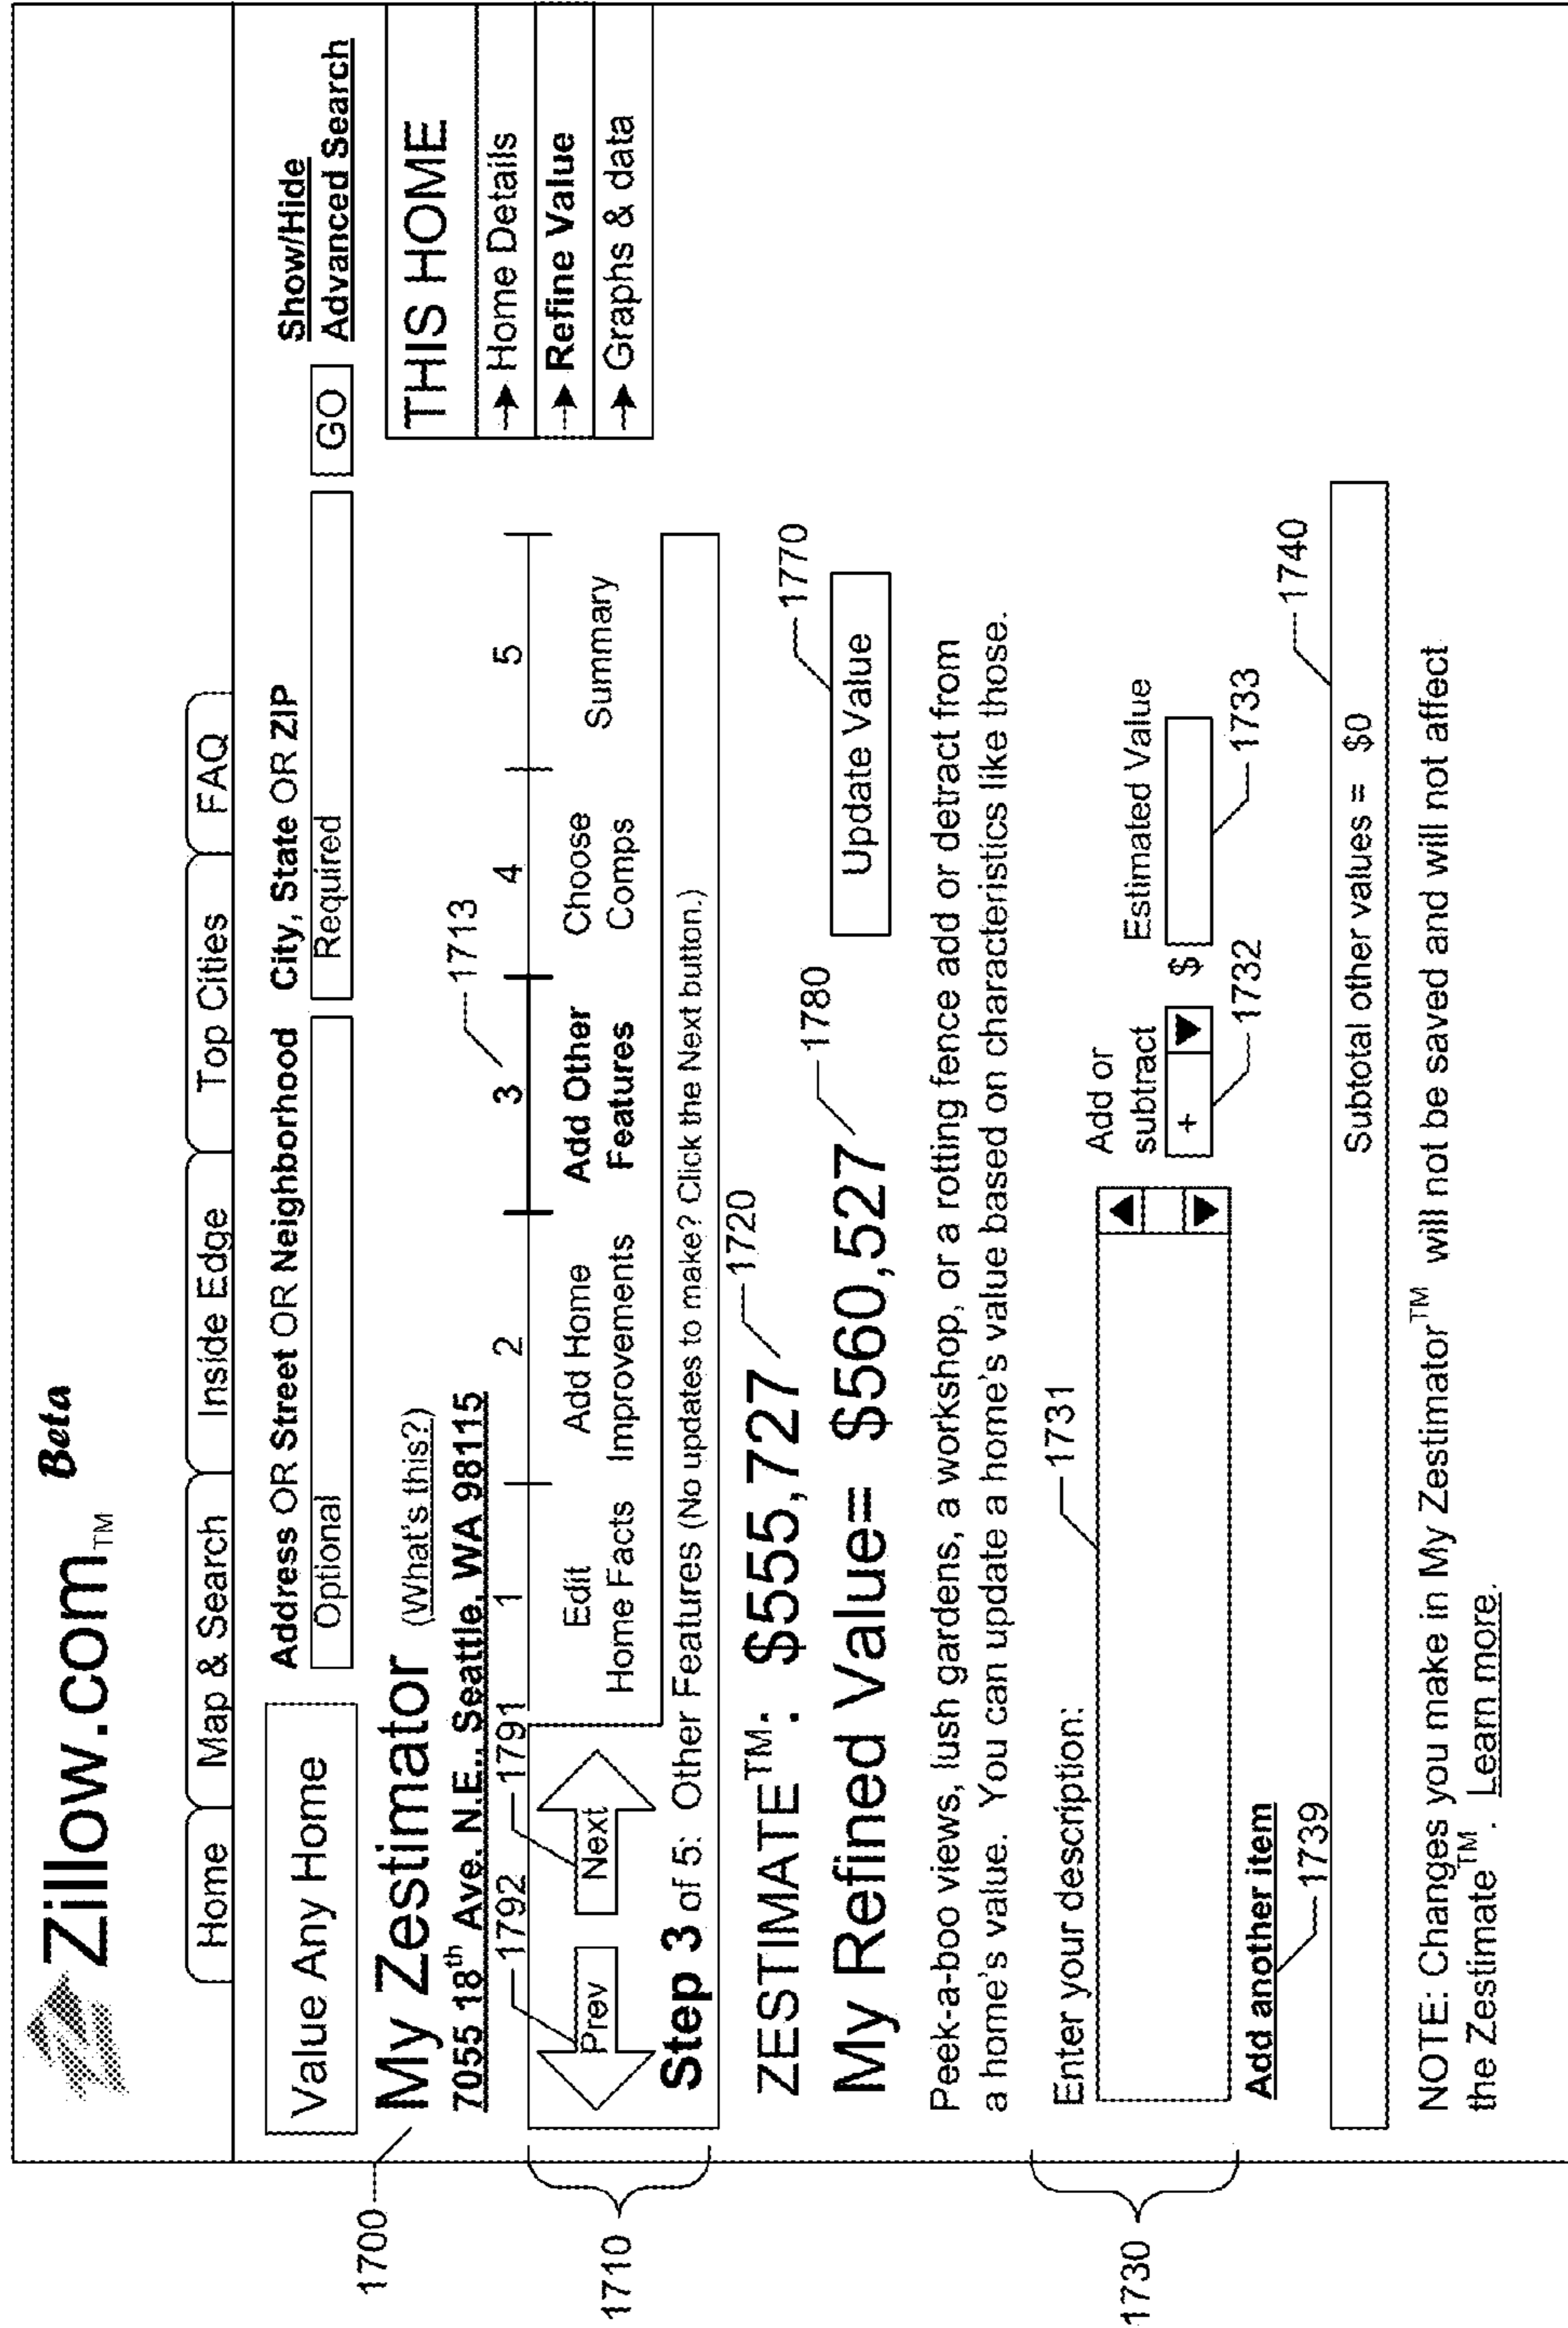 Zillow.com™ Beta
Home Map & Search Inside Edge Top Cities FAQ
Value Any Home
Address OR Street OR Neighborhood City, State OR ZIP
Optional
Required
GO
Show/Hide
Advanced Search
1700
My Zestimator (What's this?)
7055 18th Ave. N.E., Seattle, WA 98115
THIS HOME
Home Details
Refine Value
Graphs & data
1792
1791
1713
1710
Prev
Next
1 2 3 4 5
Edit
Home Facts
Add Home
Improvements
Add Other
Features
Choose
Comps
Summary
Step 3 of 5: Other Features (No updates to make? Click the Next button.)
ZESTIMATE™: $555,727
1720
1780
1770
My Refined Value= $560,527
Update Value
Peek-a-boo views, lush gardens, a workshop, or a rotting fence add or detract from
a home's value. You can update a home's value based on characteristics like those.
1730
Enter your description:
1731
Add or
subtract
Estimated Value
+
$
1732
1733
Add another item
1739
1740
Subtotal other values = $0
NOTE: Changes you make in My Zestimator™ will not be saved and will not affect
the Zestimate™. Learn more.